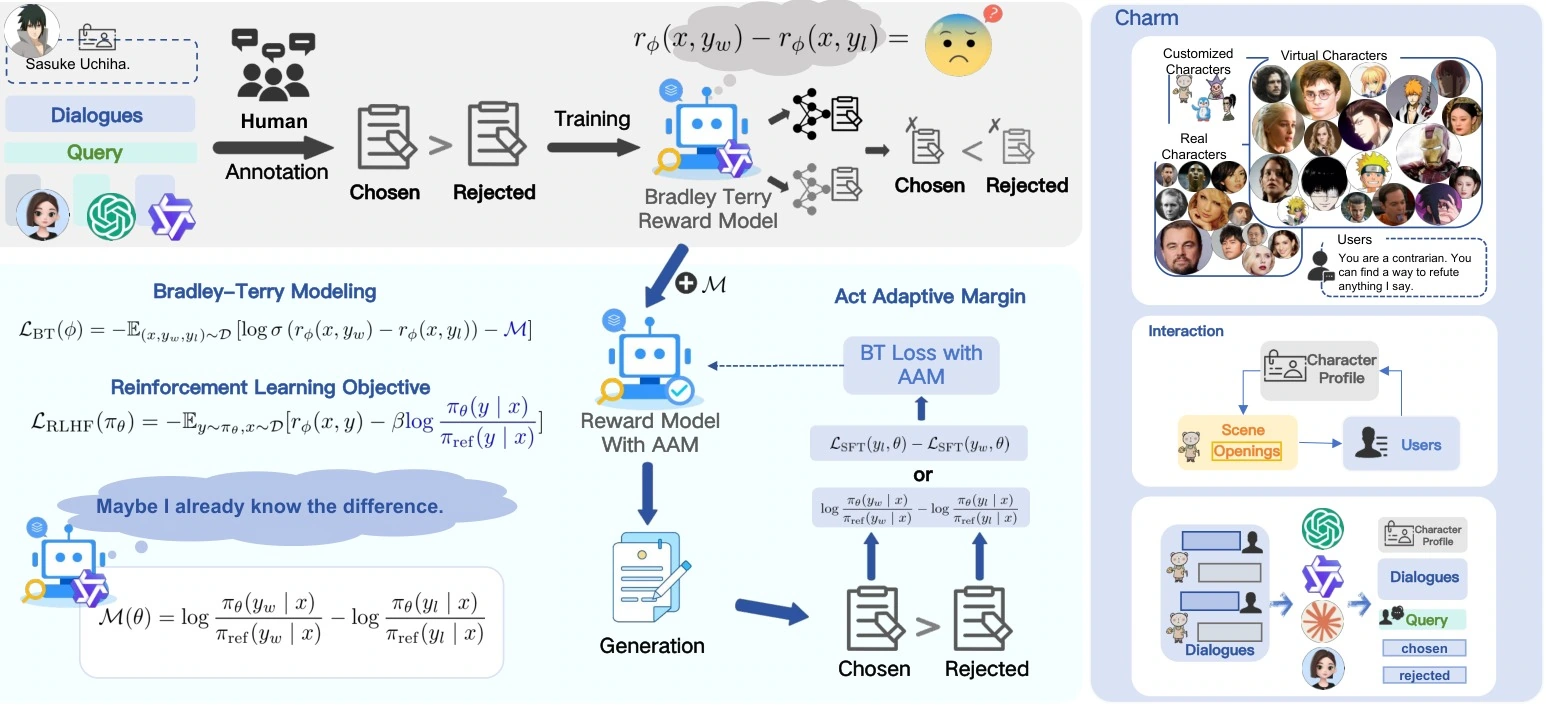 Sasuke Uchiha.
Dialogues
Query
Human
Annotation
Chosen > Rejected
Training
r_ϕ(x, y_w) − r_ϕ(x, y_l) =
?
Bradley Terry
Reward Model
Chosen < Rejected
+ M
Bradley–Terry Modeling
L_BT(ϕ) = −𝔼_(x,y_w,y_l)∼D [log σ (r_ϕ(x, y_w) − r_ϕ(x, y_l)) − M]
Reinforcement Learning Objective
L_RLHF(π_θ) = −𝔼_y∼π_θ,x∼D[r_ϕ(x, y) − βlog π_θ(y | x) / π_ref(y | x)]
Maybe I already know the difference.
M(θ) = log π_θ(y_w | x) / π_ref(y_w | x) − log π_θ(y_l | x) / π_ref(y_l | x)
Reward Model
With AAM
Generation
Act Adaptive Margin
BT Loss with
AAM
L_SFT(y_l, θ) − L_SFT(y_w, θ)
or
log π_θ(y_w | x) / π_ref(y_w | x) − log π_θ(y_l | x) / π_ref(y_l | x)
Chosen > Rejected
Charm
Customized
Characters
Virtual Characters
Real
Characters
Users
You are a contrarian. You
can find a way to refute
anything I say.
Interaction
Character
Profile
Scene
Openings
Users
Dialogues
Character
Profile
Dialogues
Query
chosen
rejected